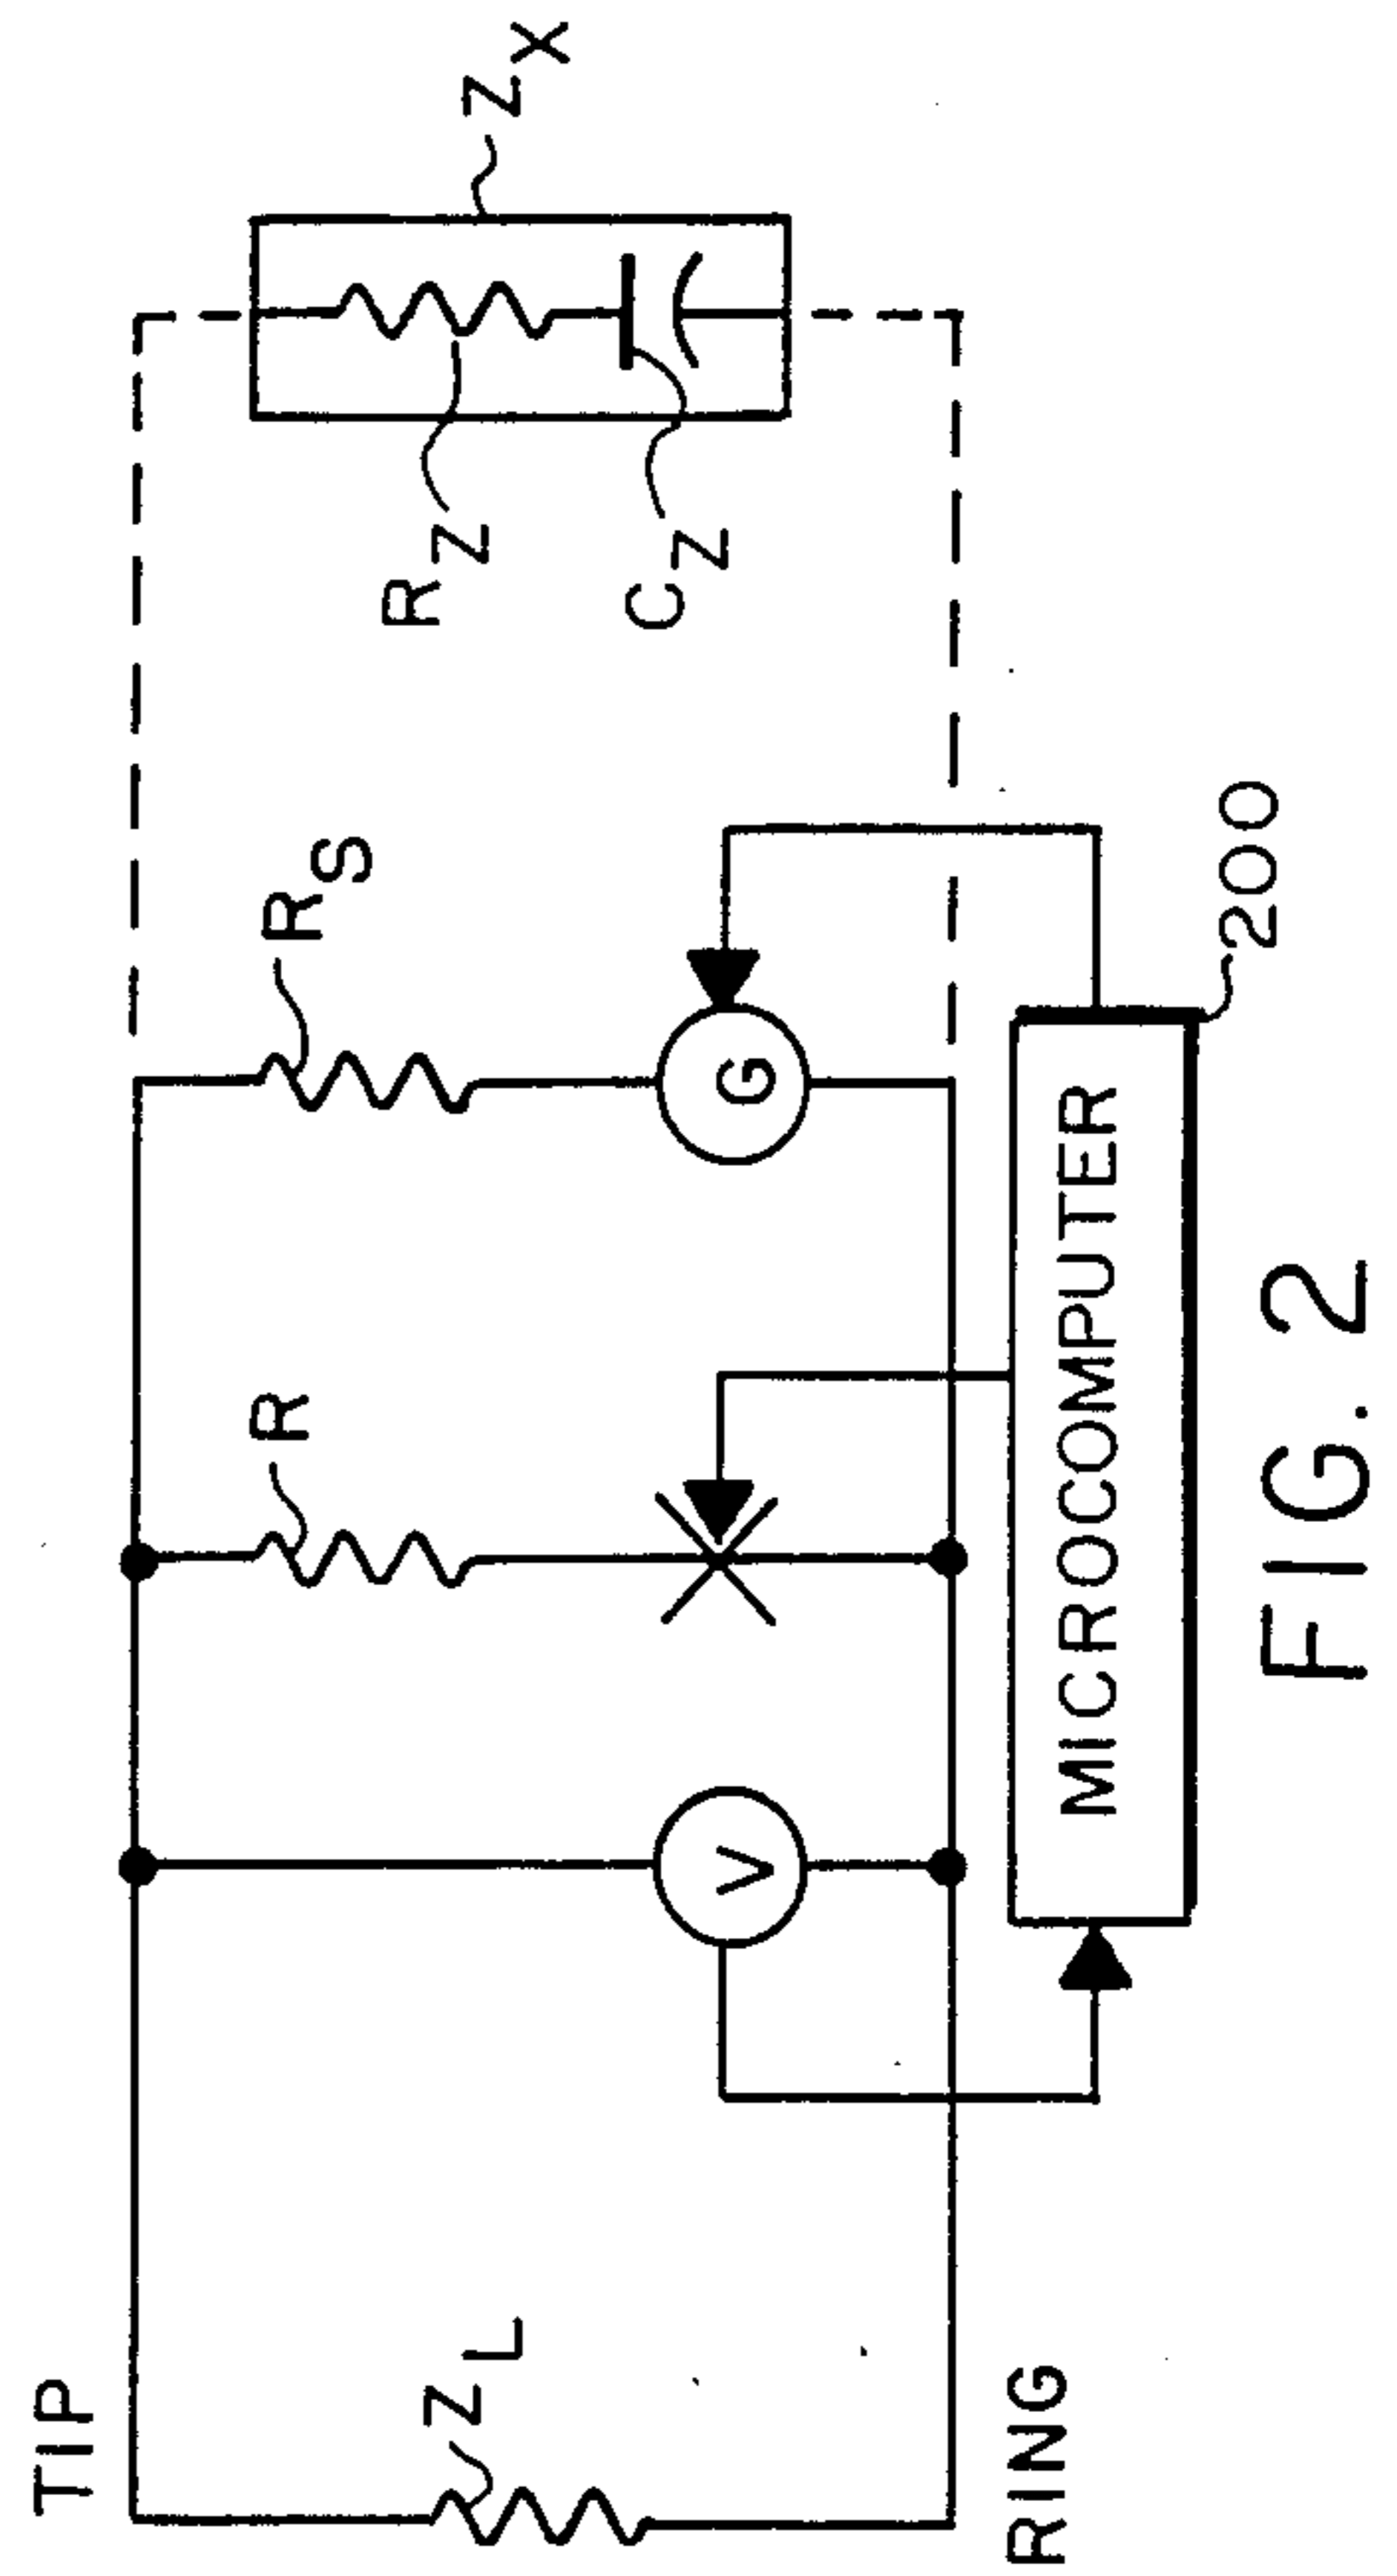 TIP
RING
Z_L
V
R
R_S
G
R_Z
C_Z
Z_X
MICROCOMPUTER
200
FIG. 2